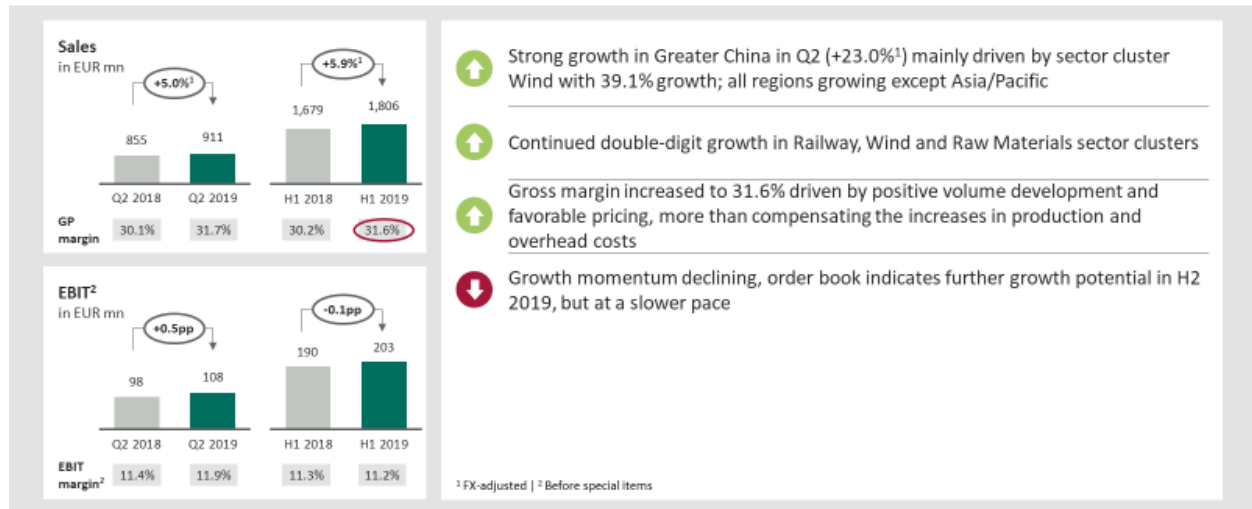 Sales
in EUR mn
+5.0%¹
+5.9%¹
855
911
1,679
1,806
Q2 2018
Q2 2019
H1 2018
H1 2019
GP
margin
30.1%
31.7%
30.2%
31.6%
EBIT²
in EUR mn
+0.5pp
-0.1pp
98
108
190
203
Q2 2018
Q2 2019
H1 2018
H1 2019
EBIT
margin²
11.4%
11.9%
11.3%
11.2%
Strong growth in Greater China in Q2 (+23.0%¹) mainly driven by sector cluster
Wind with 39.1% growth; all regions growing except Asia/Pacific
Continued double-digit growth in Railway, Wind and Raw Materials sector clusters
Gross margin increased to 31.6% driven by positive volume development and
favorable pricing, more than compensating the increases in production and
overhead costs
Growth momentum declining, order book indicates further growth potential in H2
2019, but at a slower pace
¹ FX-adjusted | ² Before special items